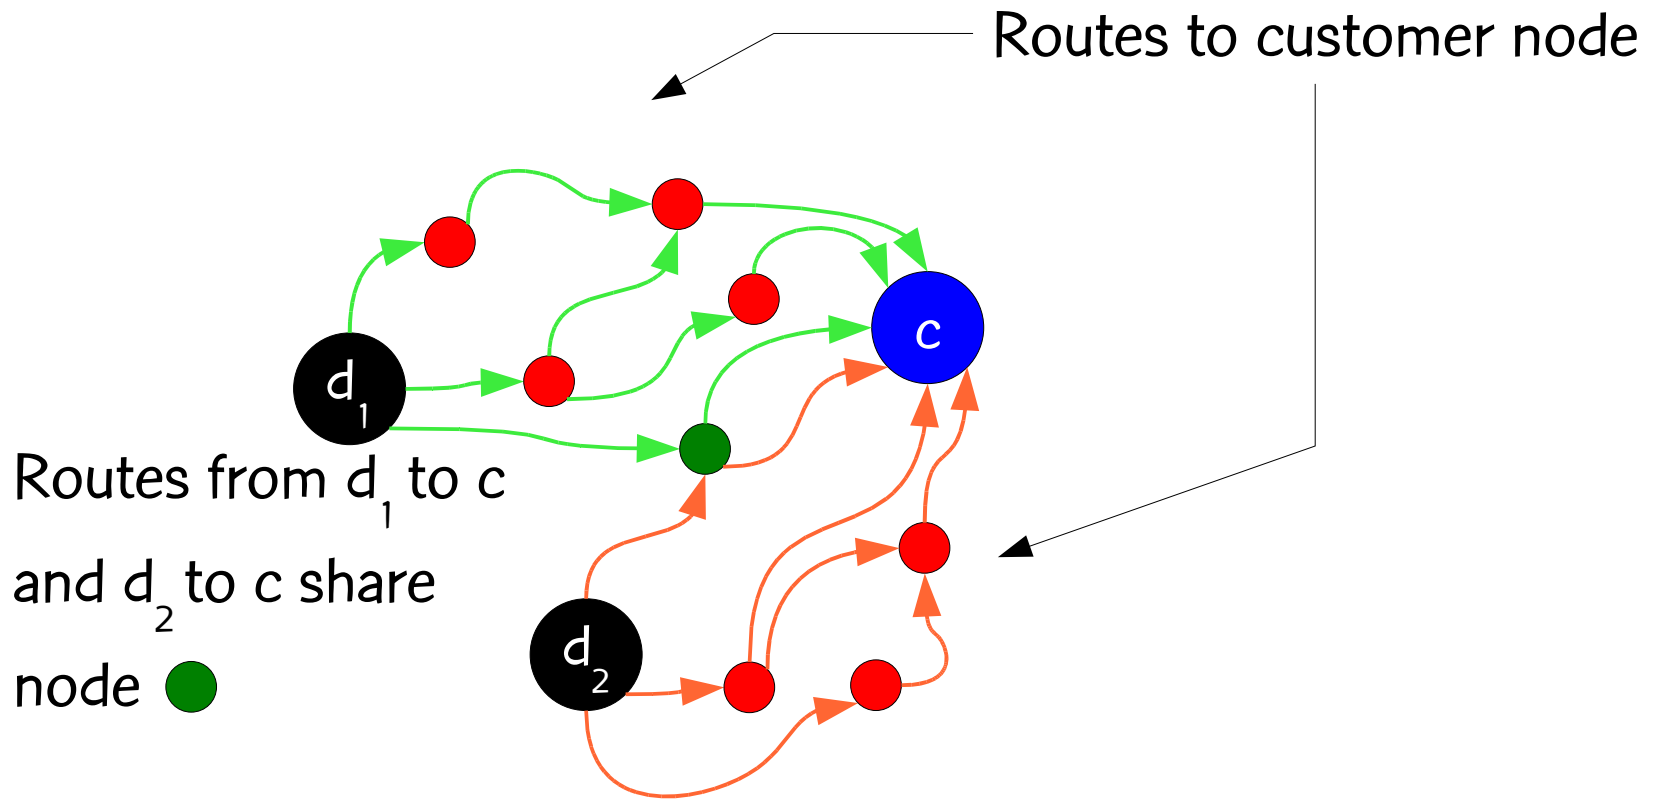 Routes to customer node
c
d1
Routes from d1 to c
and d2 to c share
d2
node